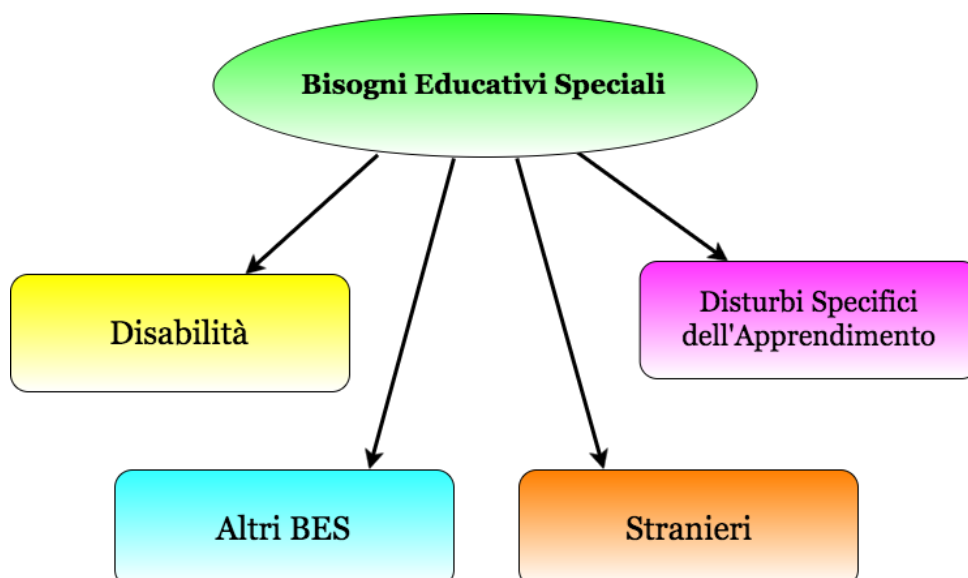 Bisogni Educativi Speciali
Disabilità
Disturbi Specifici
dell'Apprendimento
Altri BES
Stranieri